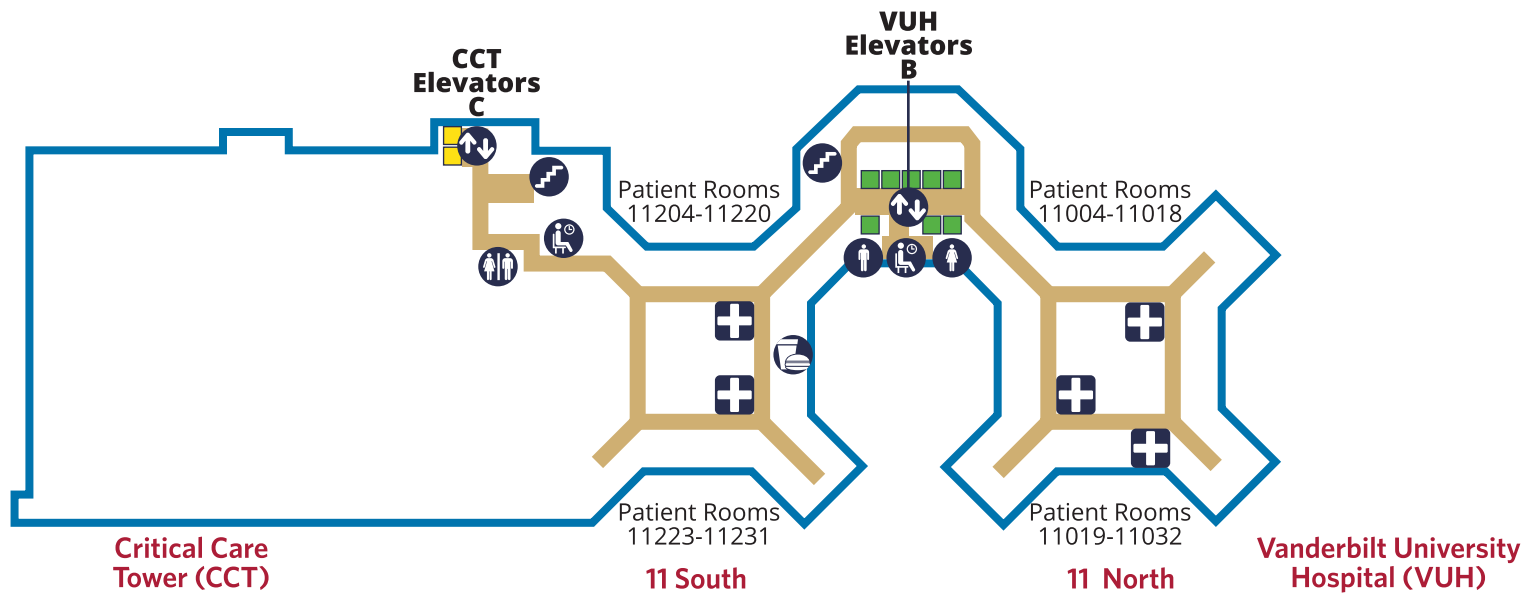 VUH
Elevators
B
CCT
Elevators
C
Patient Rooms
11204-11220
Patient Rooms
11004-11018
Patient Rooms
11223-11231
Patient Rooms
11019-11032
Critical Care
Tower (CCT)
11 South
11 North
Vanderbilt University
Hospital (VUH)